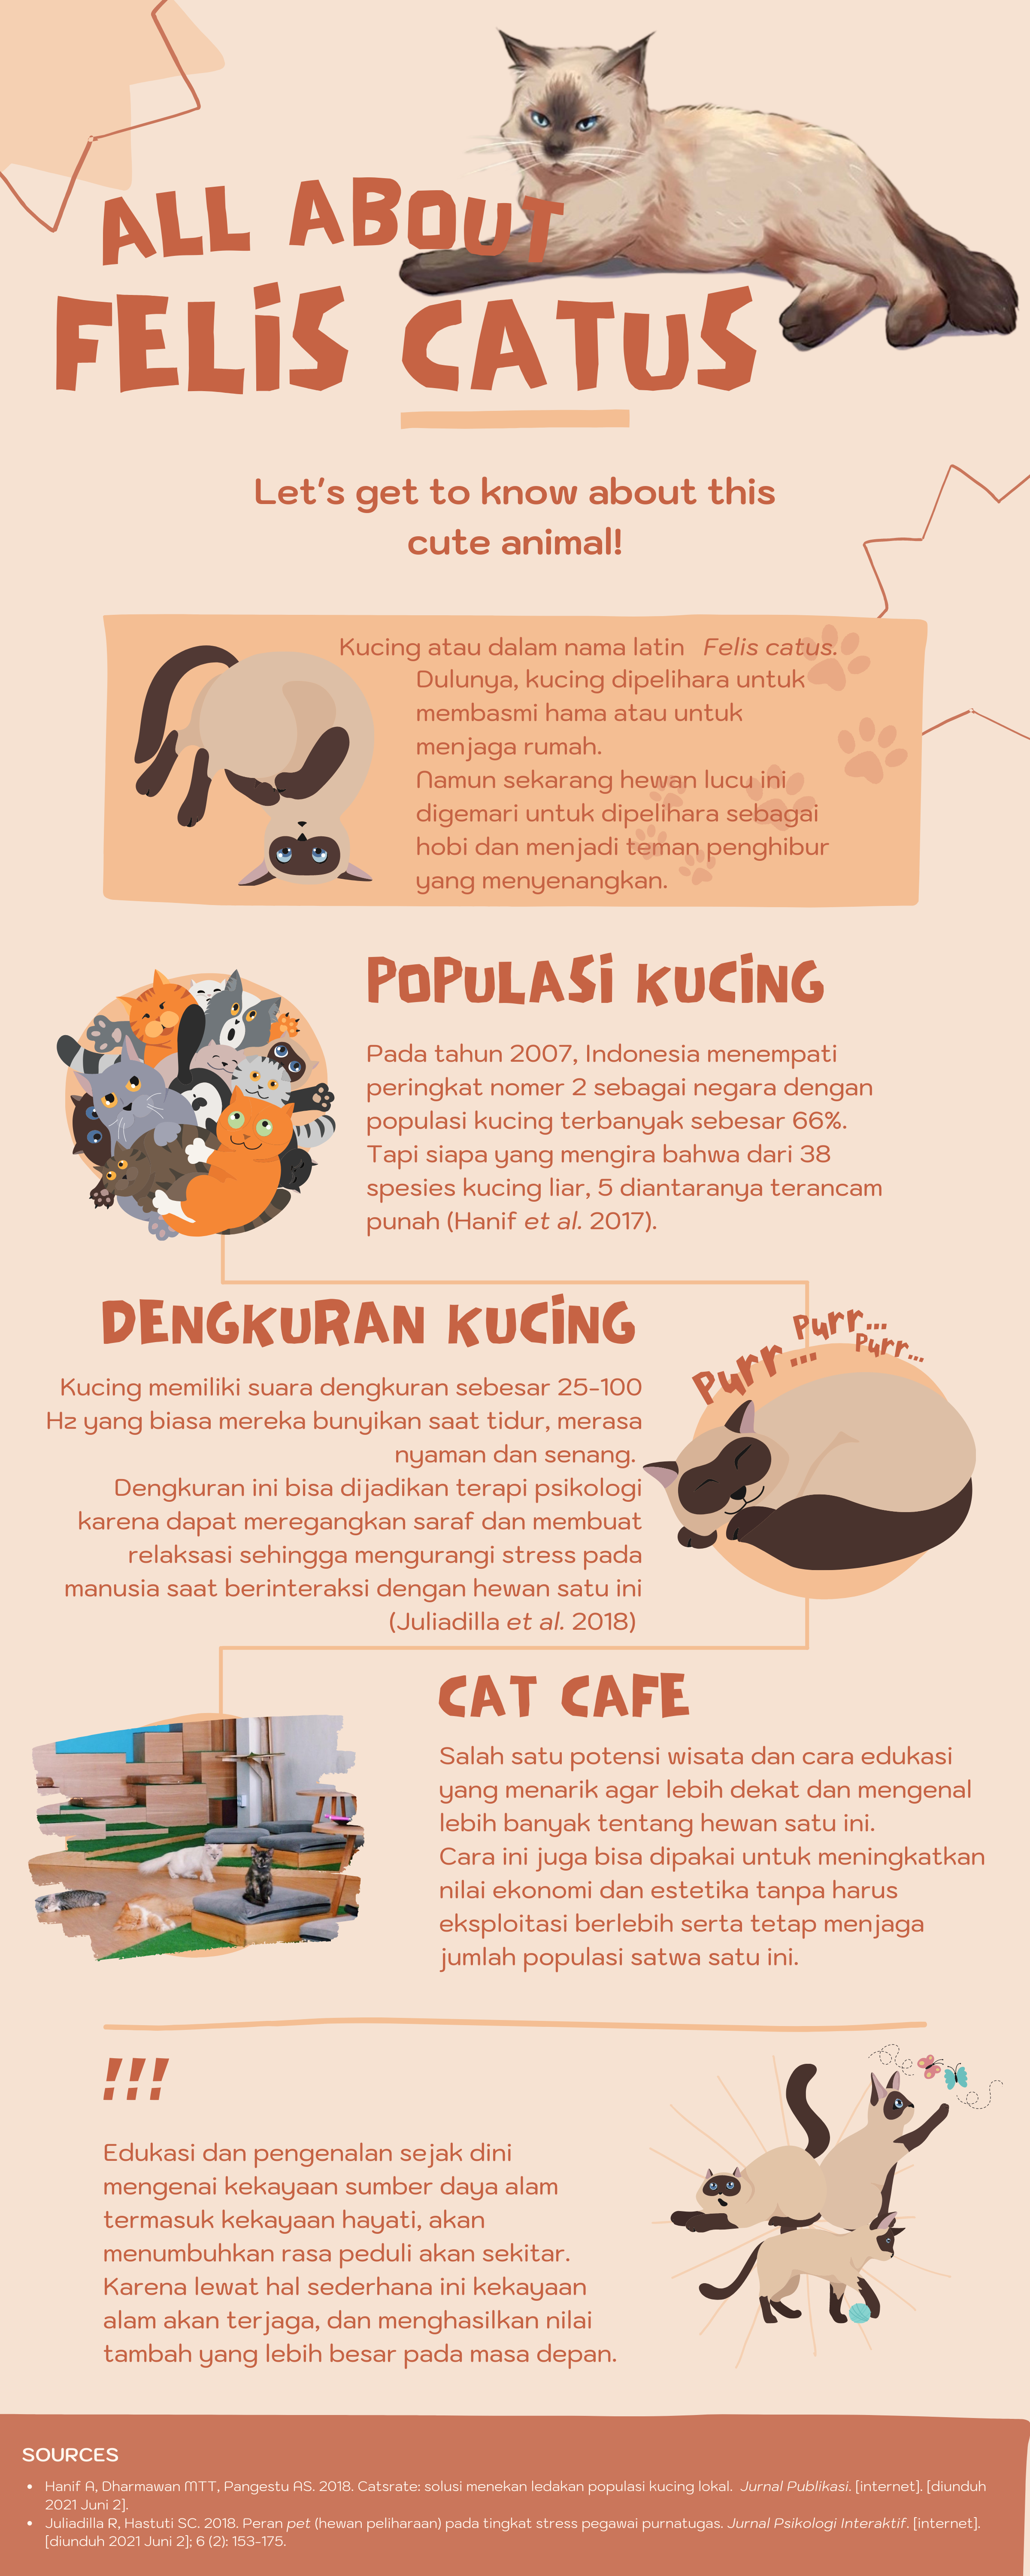 ALL ABOUT
FELIS CATUS
Let's get to know about this
cute animal!
Kucing atau dalam nama latin Felis catus.
Dulunya, kucing dipelihara untuk
membasmi hama atau untuk
menjaga rumah.
Namun sekarang hewan lucu ini
digemari untuk dipelihara sebagai
hobi dan menjadi teman penghibur
yang menyenangkan.
POPULASI KUCING
Pada tahun 2007, Indonesia menempati
peringkat nomer 2 sebagai negara dengan
populasi kucing terbanyak sebesar 66%.
Tapi siapa yang mengira bahwa dari 38
spesies kucing liar, 5 diantaranya terancam
punah (Hanif et al. 2017).
DENGKURAN KUCING
Kucing memiliki suara dengkuran sebesar 25-100
Hz yang biasa mereka bunyikan saat tidur, merasa
nyaman dan senang.
Dengkuran ini bisa dijadikan terapi psikologi
karena dapat meregangkan saraf dan membuat
relaksasi sehingga mengurangi stress pada
manusia saat berinteraksi dengan hewan satu ini
(Juliadilla et al. 2018)
Purr...
Purr...
Purr...
CAT CAFE
Salah satu potensi wisata dan cara edukasi
yang menarik agar lebih dekat dan mengenal
lebih banyak tentang hewan satu ini.
Cara ini juga bisa dipakai untuk meningkatkan
nilai ekonomi dan estetika tanpa harus
eksploitasi berlebih serta tetap menjaga
jumlah populasi satwa satu ini.
!!!
Edukasi dan pengenalan sejak dini
mengenai kekayaan sumber daya alam
termasuk kekayaan hayati, akan
menumbuhkan rasa peduli akan sekitar.
Karena lewat hal sederhana ini kekayaan
alam akan terjaga, dan menghasilkan nilai
tambah yang lebih besar pada masa depan.
SOURCES
• Hanif A, Dharmawan MTT, Pangestu AS. 2018. Catsrate: solusi menekan ledakan populasi kucing lokal. Jurnal Publikasi. [internet]. [diunduh
2021 Juni 2].
• Juliadilla R, Hastuti SC. 2018. Peran pet (hewan peliharaan) pada tingkat stress pegawai purnatugas. Jurnal Psikologi Interaktif. [internet].
[diunduh 2021 Juni 2]; 6 (2): 153-175.